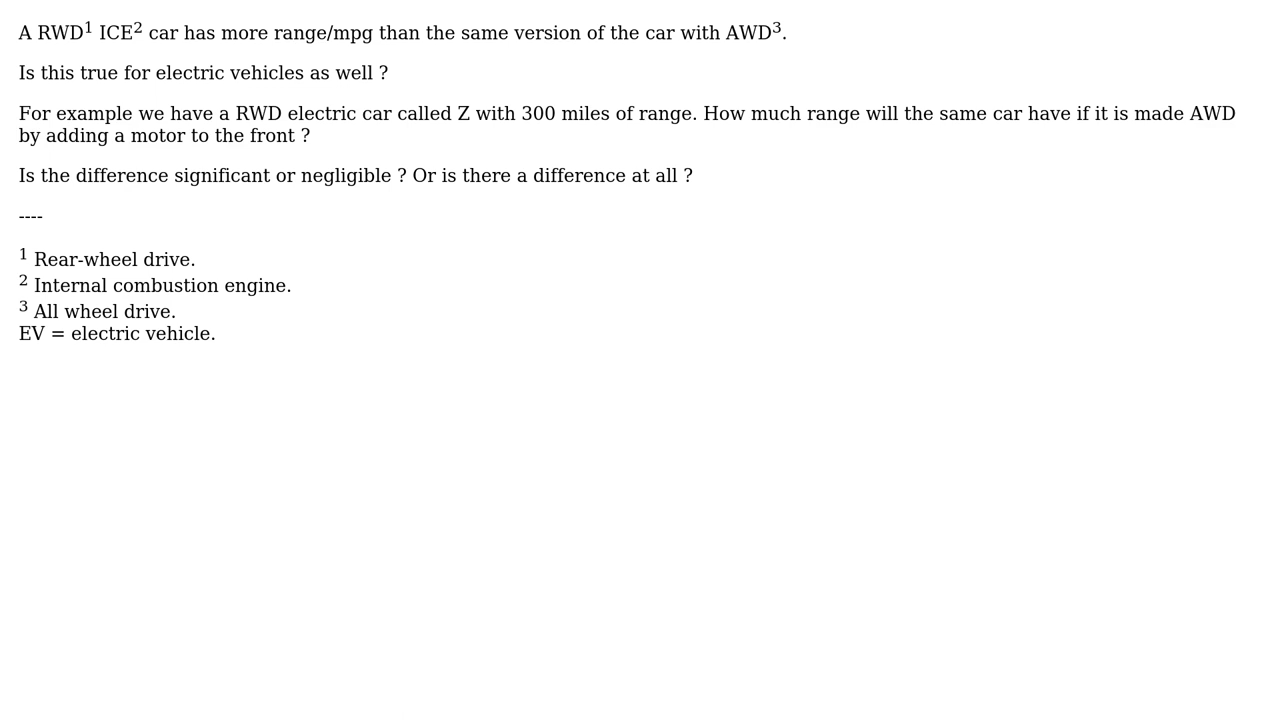 A RWD¹ ICE² car has more range/mpg than the same version of the car with AWD³.
Is this true for electric vehicles as well ?
For example we have a RWD electric car called Z with 300 miles of range. How much range will the same car have if it is made AWD
by adding a motor to the front ?
Is the difference significant or negligible ? Or is there a difference at all ?
----
¹ Rear-wheel drive.
² Internal combustion engine.
³ All wheel drive.
EV = electric vehicle.